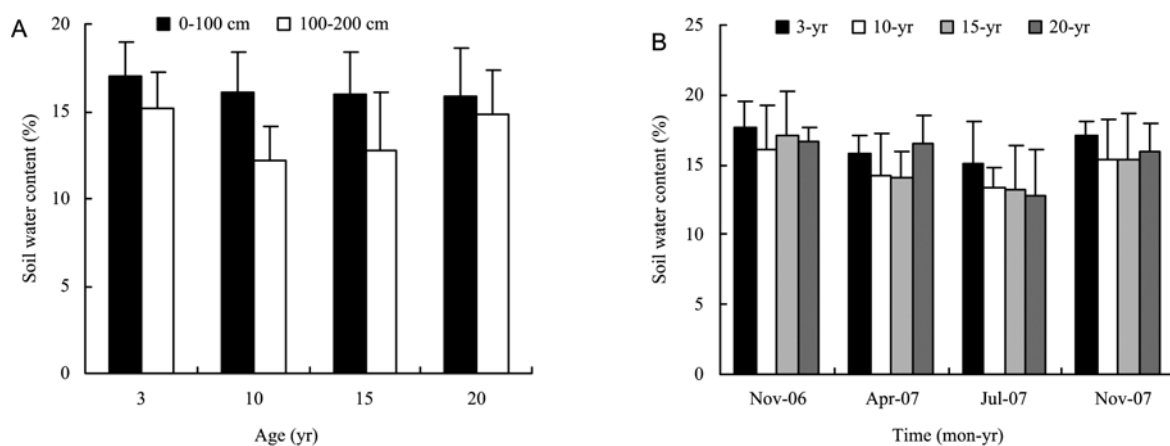 A
0-100 cm 100-200 cm
20
15
10
5
0
Soil water content (%)
3 10 15 20
Age (yr)
B
3-yr 10-yr 15-yr 20-yr
25
20
15
10
5
0
Soil water content (%)
Nov-06 Apr-07 Jul-07 Nov-07
Time (mon-yr)